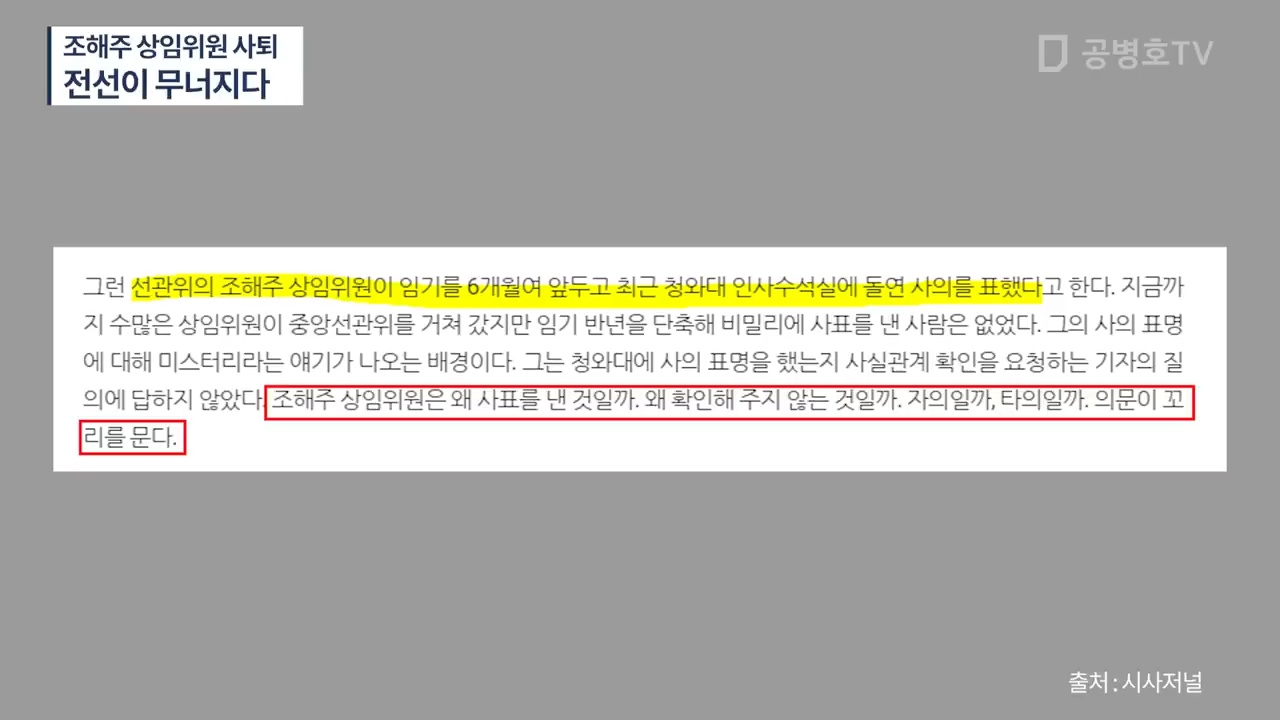 조해주 상임위원 사퇴
전선이 무너지다
공병호TV
그런 선관위의 조해주 상임위원이 임기를 6개월여 앞두고 최근 청와대 인사수석실에 돌연 사의를 표했다고 한다. 지금까
지 수많은 상임위원이 중앙선관위를 거쳐 갔지만 임기 반년을 단축해 비밀리에 사표를 낸 사람은 없었다. 그의 사의 표명
에 대해 미스터리라는 얘기가 나오는 배경이다. 그는 청와대에 사의 표명을 했는지 사실관계 확인을 요청하는 기자의 질
의에 답하지 않았다. 조해주 상임위원은 왜 사표를 낸 것일까. 왜 확인해 주지 않는 것일까. 자의일까, 타의일까. 의문이 꼬
리를 문다.
출처 : 시사저널